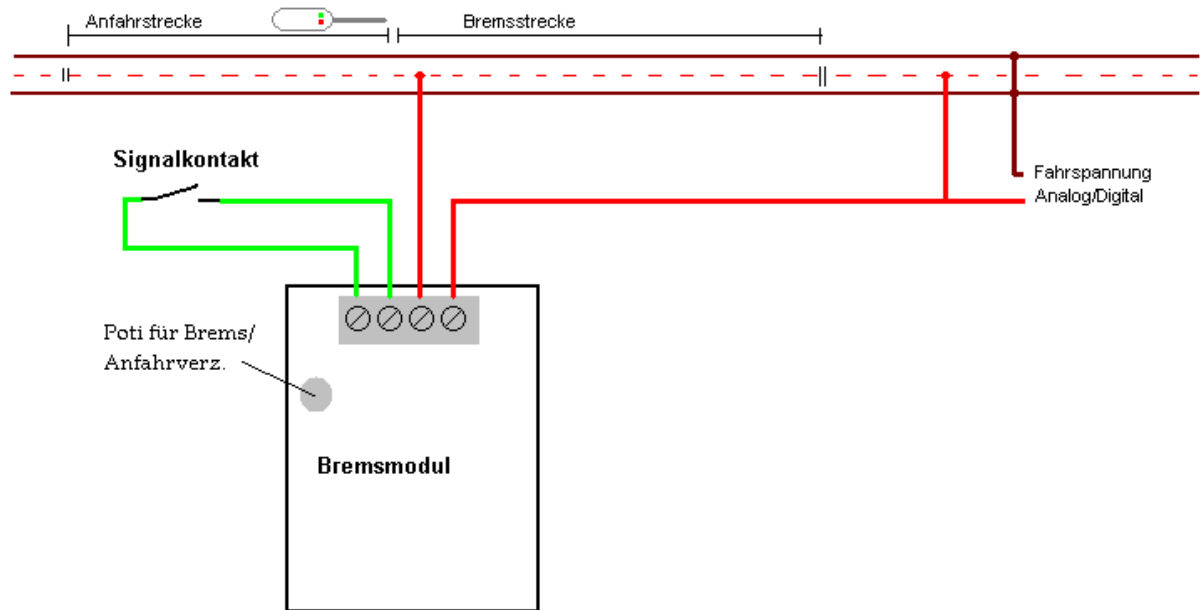 Anfahrstrecke
Bremsstrecke
Signalkontakt
Fahrspannung
Analog/Digital
Poti für Brems/
Anfahrverz.
Bremsmodul